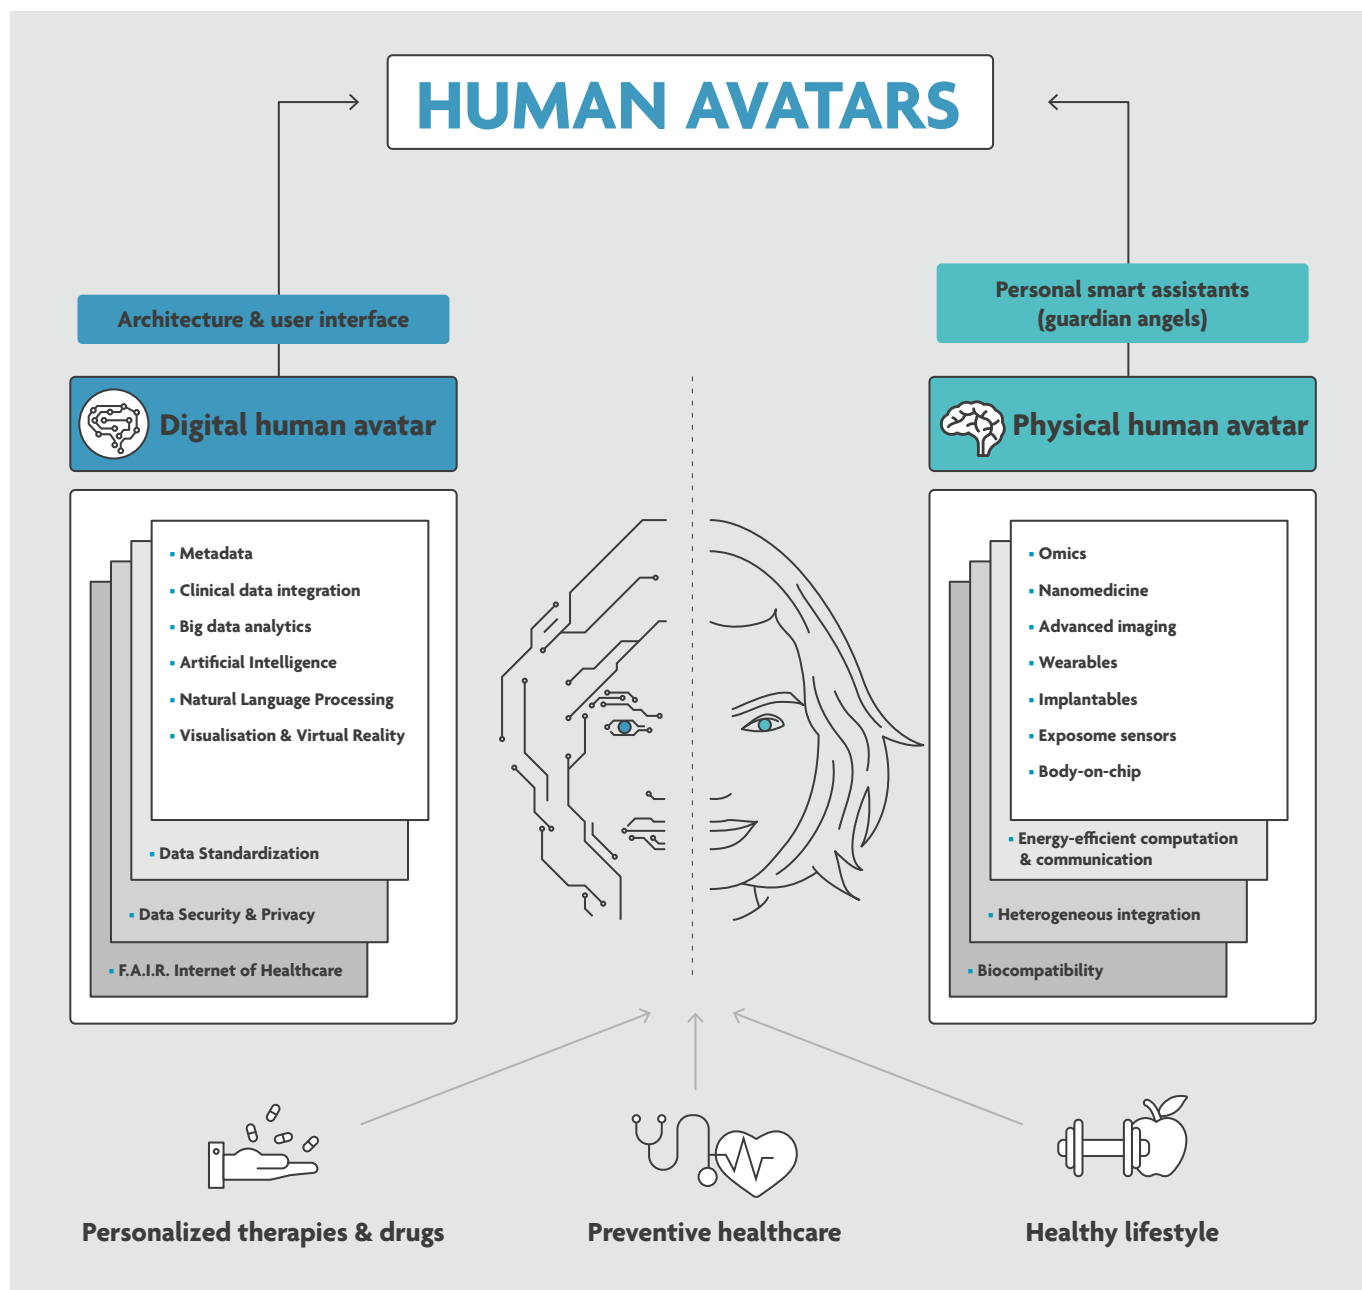 HUMAN AVATARS
Architecture & user interface
Digital human avatar
▪ Metadata
▪ Clinical data integration
▪ Big data analytics
▪ Artificial Intelligence
▪ Natural Language Processing
▪ Visualisation & Virtual Reality
▪ Data Standardization
▪ Data Security & Privacy
▪ F.A.I.R. Internet of Healthcare
Personal smart assistants
(guardian angels)
Physical human avatar
▪ Omics
▪ Nanomedicine
▪ Advanced imaging
▪ Wearables
▪ Implantables
▪ Exposome sensors
▪ Body-on-chip
▪ Energy-efficient computation
& communication
▪ Heterogeneous integration
▪ Biocompatibility
Personalized therapies & drugs
Preventive healthcare
Healthy lifestyle